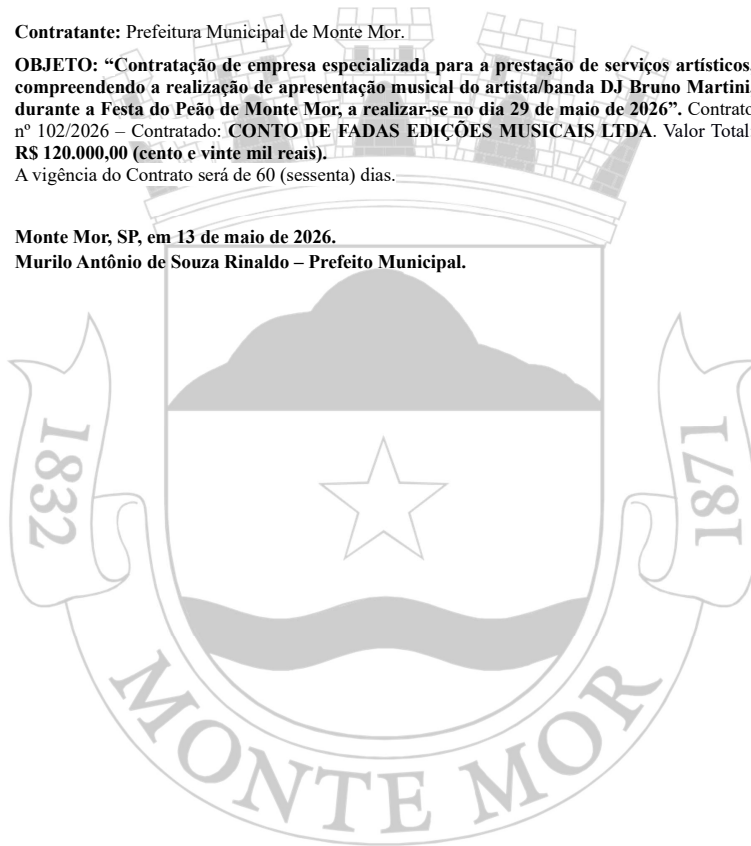 Contratante: Prefeitura Municipal de Monte Mor.
OBJETO: “Contratação de empresa especializada para a prestação de serviços artísticos,
compreendendo a realização de apresentação musical do artista/banda DJ Bruno Martini,
durante a Festa do Peão de Monte Mor, a realizar-se no dia 29 de maio de 2026”. Contrato
nº 102/2026 – Contratado: CONTO DE FADAS EDIÇÕES MUSICAIS LTDA. Valor Total:
R$ 120.000,00 (cento e vinte mil reais).
A vigência do Contrato será de 60 (sessenta) dias.
Monte Mor, SP, em 13 de maio de 2026.
Murilo Antônio de Souza Rinaldo – Prefeito Municipal.
1832
1871
MONTE MOR